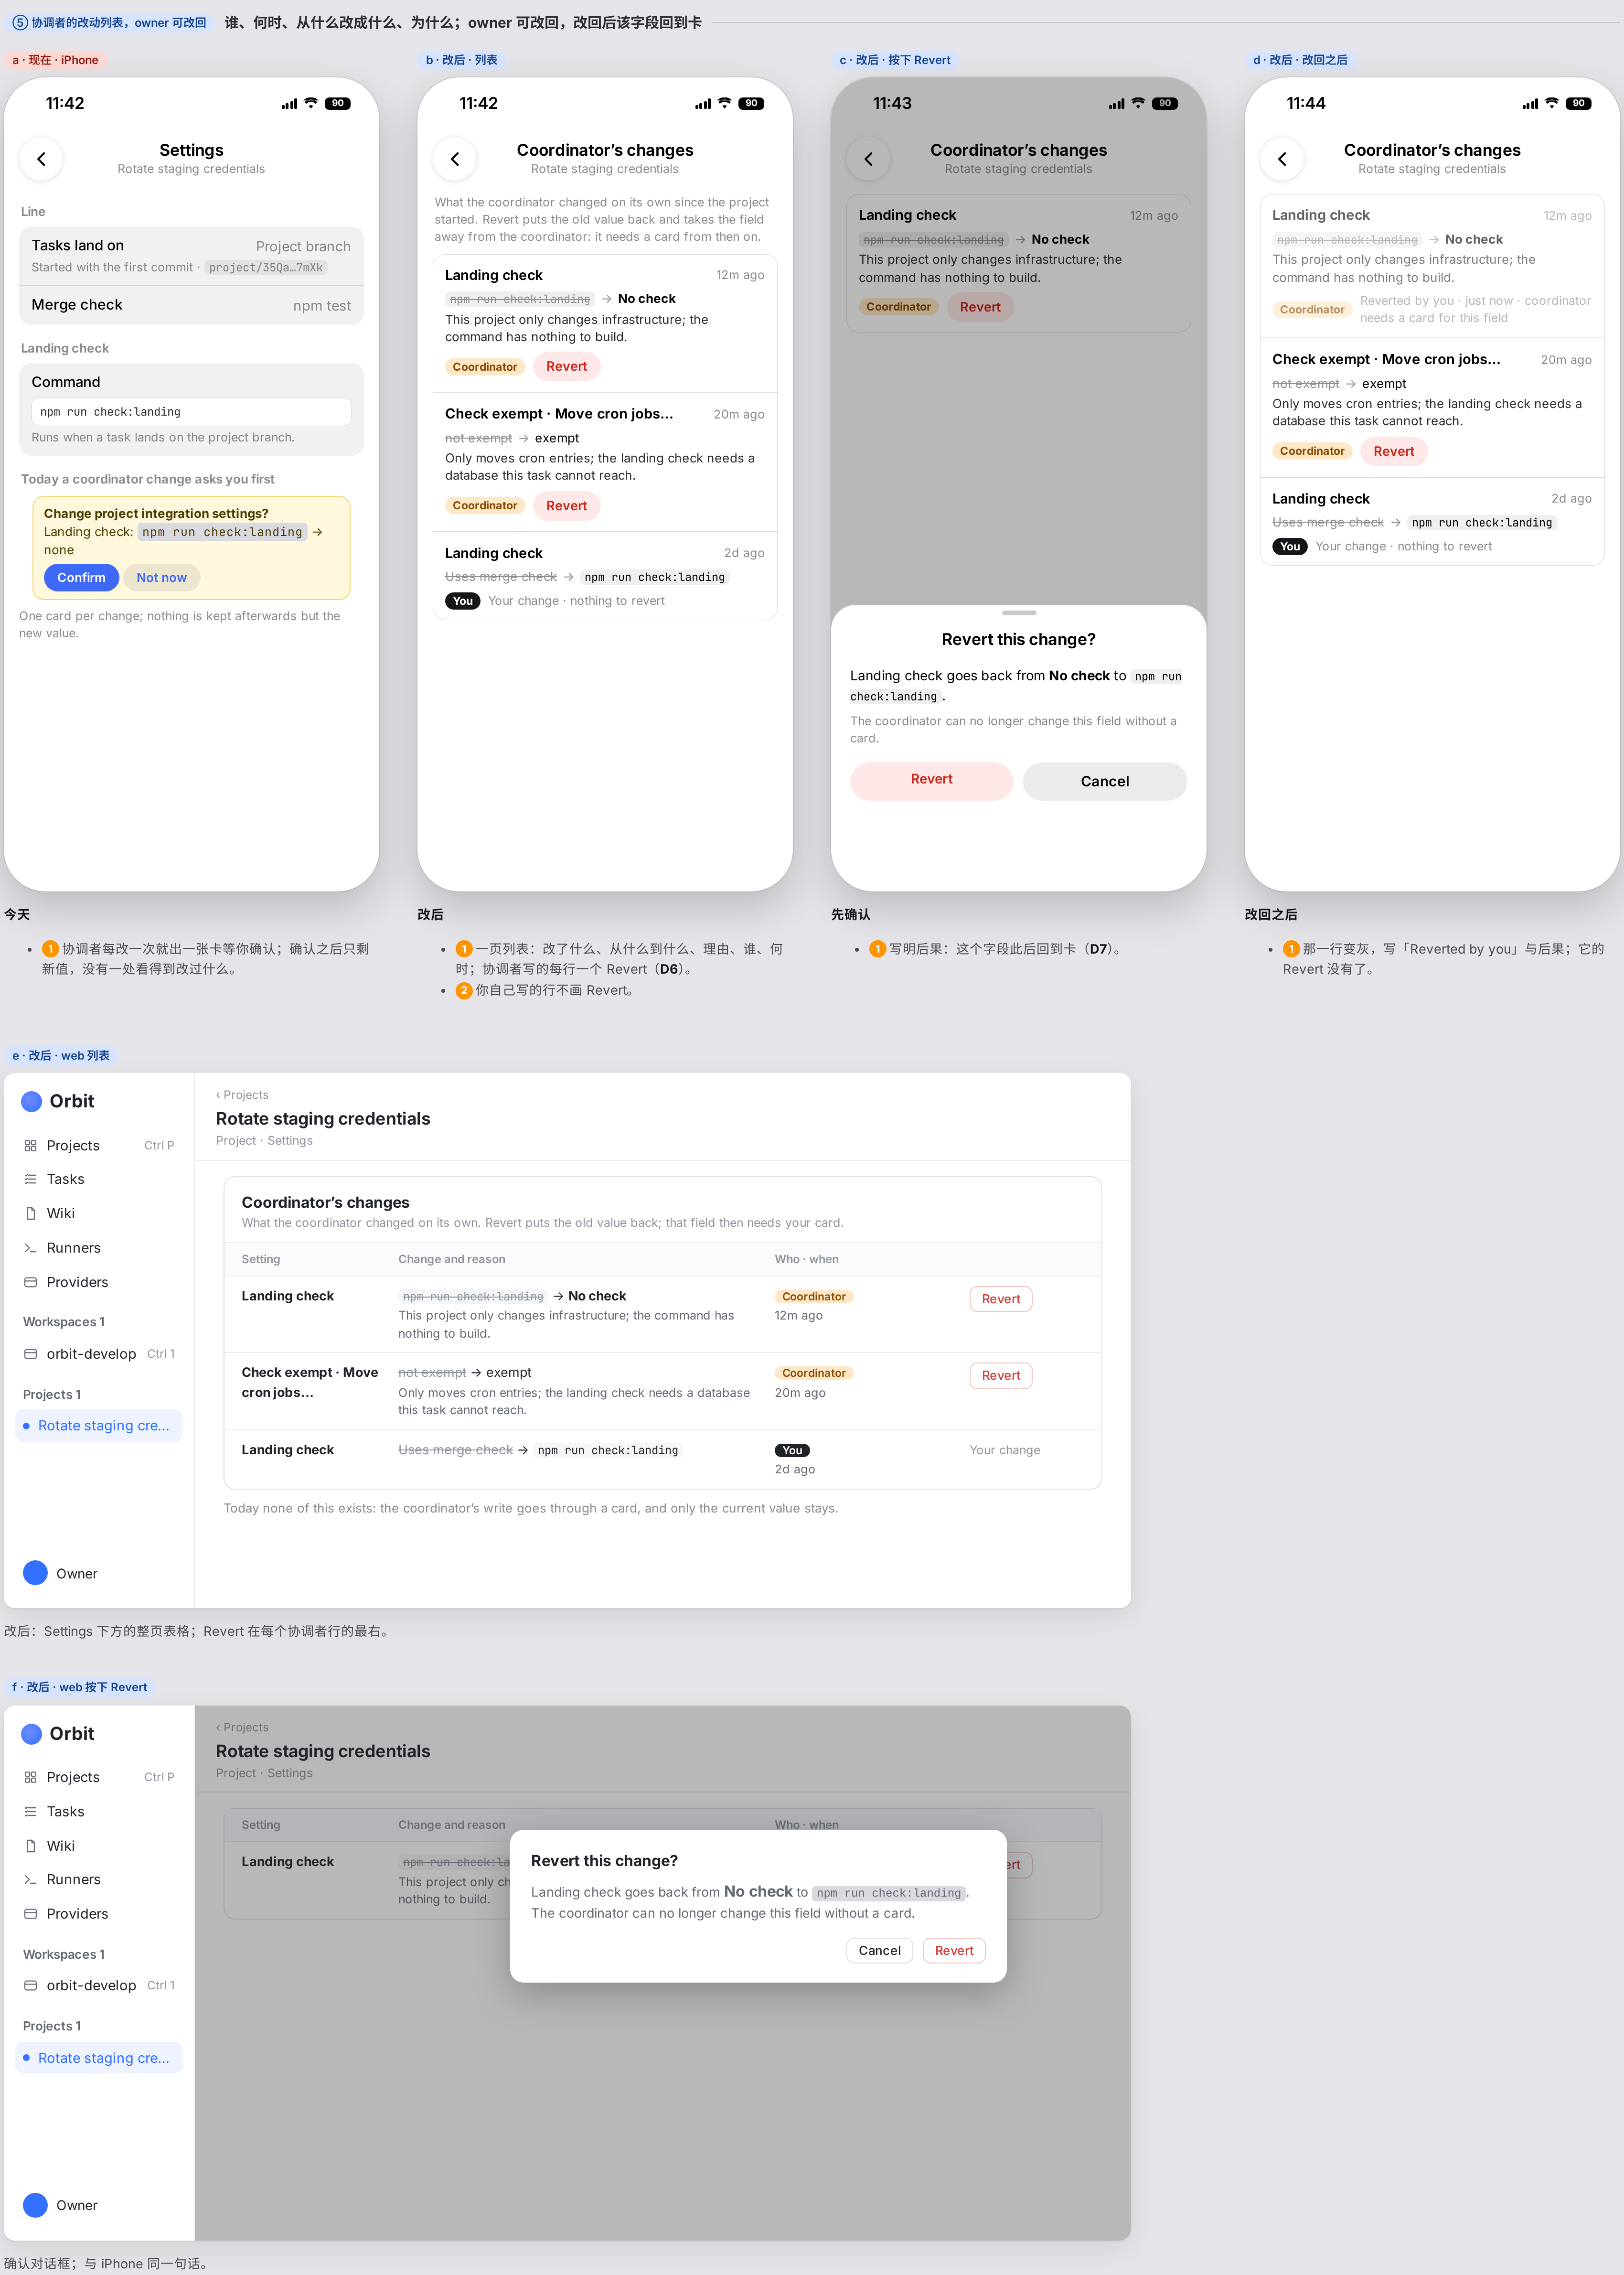 ⑤ 协调者的改动列表，owner 可改回 谁、何时、从什么改成什么、为什么；owner 可改回，改回后该字段回到卡
a · 现在 · iPhone
11:42
90
Settings
Rotate staging credentials
Line
Tasks land on Project branch
Started with the first commit · project/35Qa…7mXk
Merge check npm test
Landing check
Command
npm run check:landing
Runs when a task lands on the project branch.
Today a coordinator change asks you first
Change project integration settings?
Landing check: npm run check:landing →
none
Confirm Not now
One card per change; nothing is kept afterwards but the
new value.
今天
1 协调者每改一次就出一张卡等你确认；确认之后只剩
新值，没有一处看得到改过什么。
b · 改后 · 列表
11:42
90
Coordinator’s changes
Rotate staging credentials
What the coordinator changed on its own since the project
started. Revert puts the old value back and takes the field
away from the coordinator: it needs a card from then on.
Landing check 12m ago
npm run check:landing → No check
This project only changes infrastructure; the
command has nothing to build.
Coordinator Revert
Check exempt · Move cron jobs… 20m ago
not exempt → exempt
Only moves cron entries; the landing check needs a
database this task cannot reach.
Coordinator Revert
Landing check 2d ago
Uses merge check → npm run check:landing
You Your change · nothing to revert
改后
1 一页列表：改了什么、从什么到什么、理由、谁、何
时；协调者写的每行一个 Revert（D6）。
2 你自己写的行不画 Revert。
c · 改后 · 按下 Revert
11:43
90
Coordinator’s changes
Rotate staging credentials
Landing check 12m ago
npm run check:landing → No check
This project only changes infrastructure; the
command has nothing to build.
Coordinator Revert
Revert this change?
Landing check goes back from No check to npm run
check:landing.
The coordinator can no longer change this field without a
card.
Revert Cancel
先确认
1 写明后果：这个字段此后回到卡（D7）。
d · 改后 · 改回之后
11:44
90
Coordinator’s changes
Rotate staging credentials
Landing check 12m ago
npm run check:landing → No check
This project only changes infrastructure; the
command has nothing to build.
Coordinator Reverted by you · just now · coordinator
needs a card for this field
Check exempt · Move cron jobs… 20m ago
not exempt → exempt
Only moves cron entries; the landing check needs a
database this task cannot reach.
Coordinator Revert
Landing check 2d ago
Uses merge check → npm run check:landing
You Your change · nothing to revert
改回之后
1 那一行变灰，写「Reverted by you」与后果；它的
Revert 没有了。
e · 改后 · web 列表
Orbit
Projects Ctrl P
Tasks
Wiki
Runners
Providers
Workspaces 1
orbit-develop Ctrl 1
Projects 1
Rotate staging cre…
Owner
‹ Projects
Rotate staging credentials
Project · Settings
Coordinator’s changes
What the coordinator changed on its own. Revert puts the old value back; that field then needs your card.
Setting Change and reason Who · when
Landing check npm run check:landing → No check Coordinator Revert
This project only changes infrastructure; the command has 12m ago
nothing to build.
Check exempt · Move not exempt → exempt Coordinator Revert
cron jobs… Only moves cron entries; the landing check needs a database 20m ago
this task cannot reach.
Landing check Uses merge check → npm run check:landing You Your change
2d ago
Today none of this exists: the coordinator’s write goes through a card, and only the current value stays.
改后：Settings 下方的整页表格；Revert 在每个协调者行的最右。
f · 改后 · web 按下 Revert
Orbit
Projects Ctrl P
Tasks
Wiki
Runners
Providers
Workspaces 1
orbit-develop Ctrl 1
Projects 1
Rotate staging cre…
Owner
‹ Projects
Rotate staging credentials
Project · Settings
Setting Change and reason Who · when
Landing check npm run check:la ert
This project only ch
nothing to build.
Revert this change?
Landing check goes back from No check to npm run check:landing.
The coordinator can no longer change this field without a card.
Cancel Revert
确认对话框；与 iPhone 同一句话。